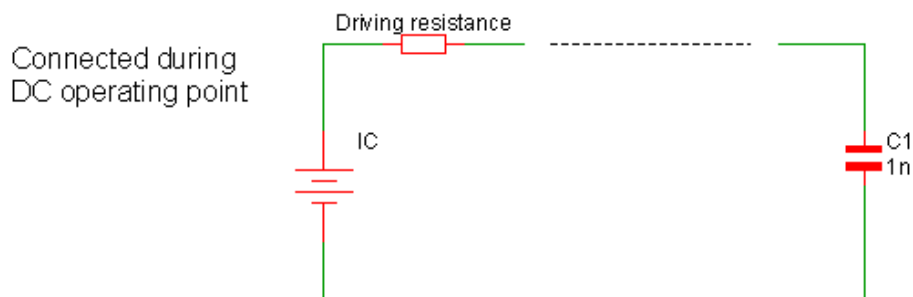 Driving resistance
Connected during
DC operating point
IC
C1
1n